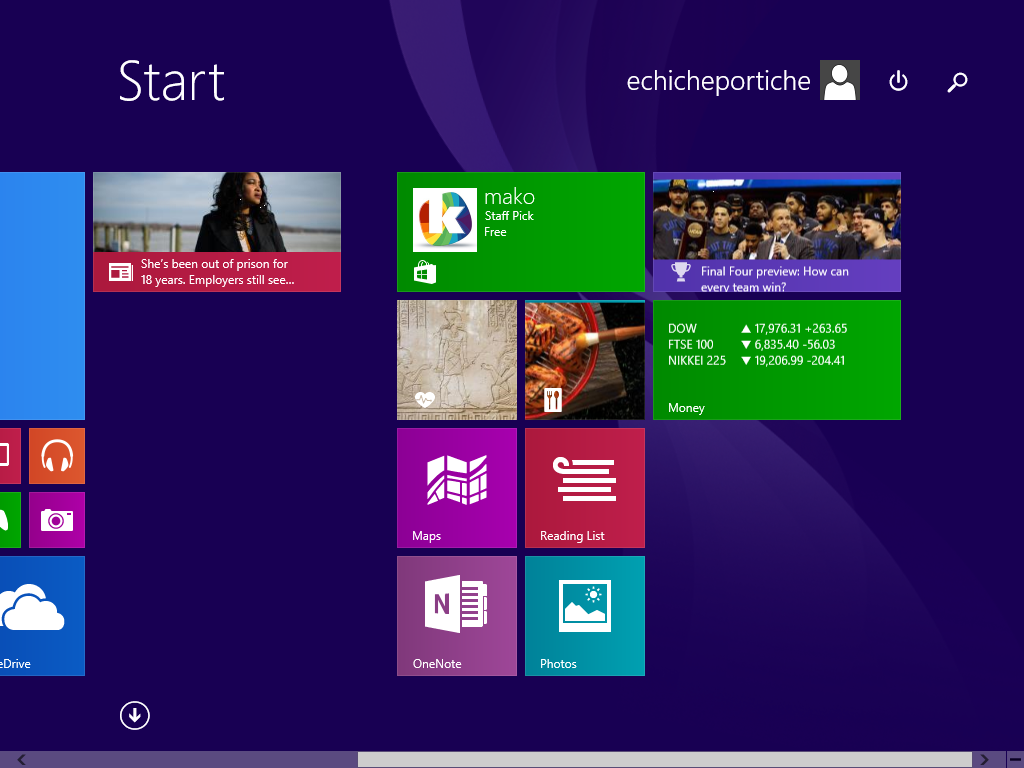 Start
echicheportiche
She's been out of prison for
18 years. Employers still see...
mako
Staff Pick
Free
Final Four preview: How can
every team win?
DOW ▲ 17,976.31 +263.65
FTSE 100 ▼ 6,835.40 -56.03
NIKKEI 225 ▼ 19,206.99 -204.41
Money
Maps
Reading List
eDrive
OneNote
N
Photos